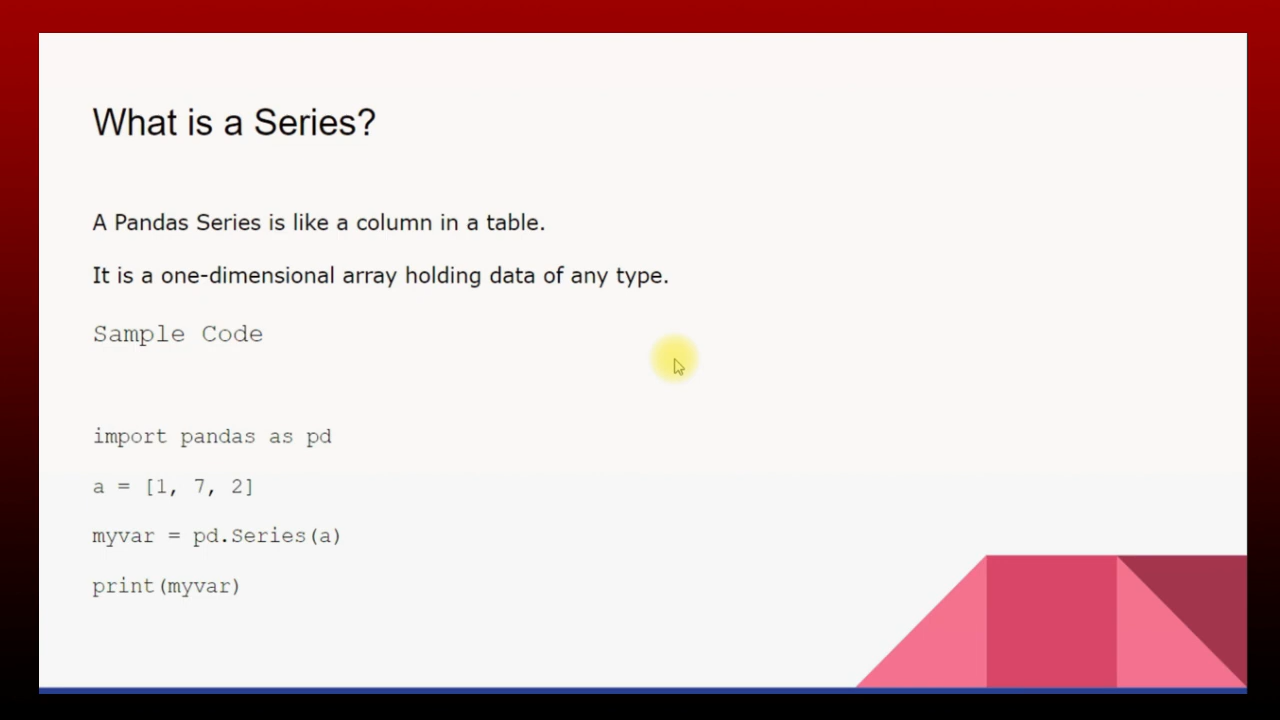 What is a Series?
A Pandas Series is like a column in a table.
It is a one-dimensional array holding data of any type.
Sample Code
import pandas as pd
a = [1, 7, 2]
myvar = pd.Series(a)
print(myvar)